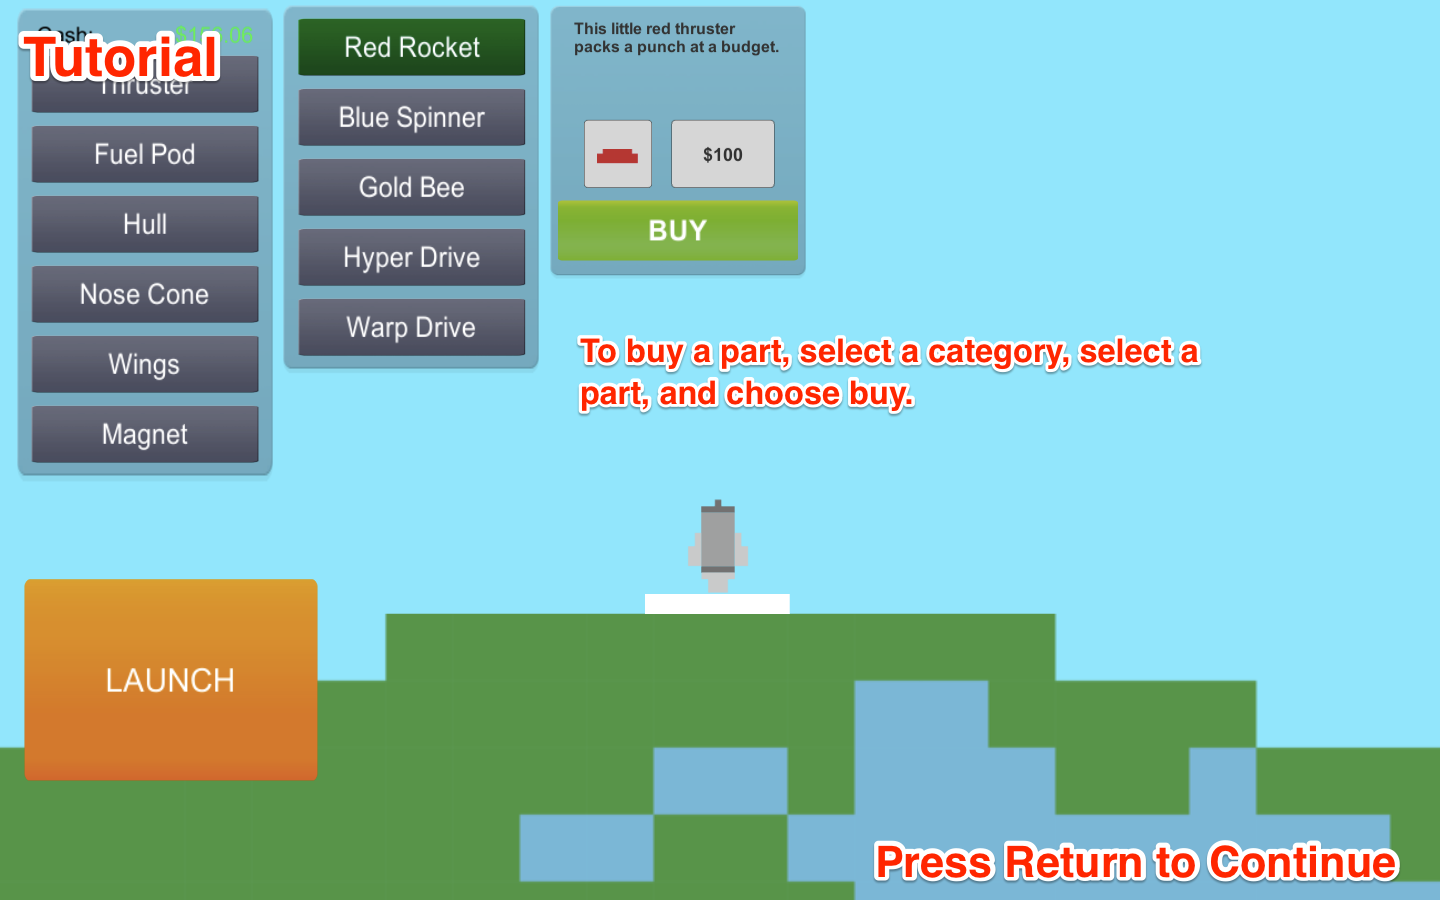 Cash:
Tutorial
Thruster
Fuel Pod
Hull
Nose Cone
Wings
Magnet
Red Rocket
Blue Spinner
Gold Bee
Hyper Drive
Warp Drive
This little red thruster
packs a punch at a budget.
$100
BUY
To buy a part, select a category, select a
part, and choose buy.
LAUNCH
Press Return to Continue